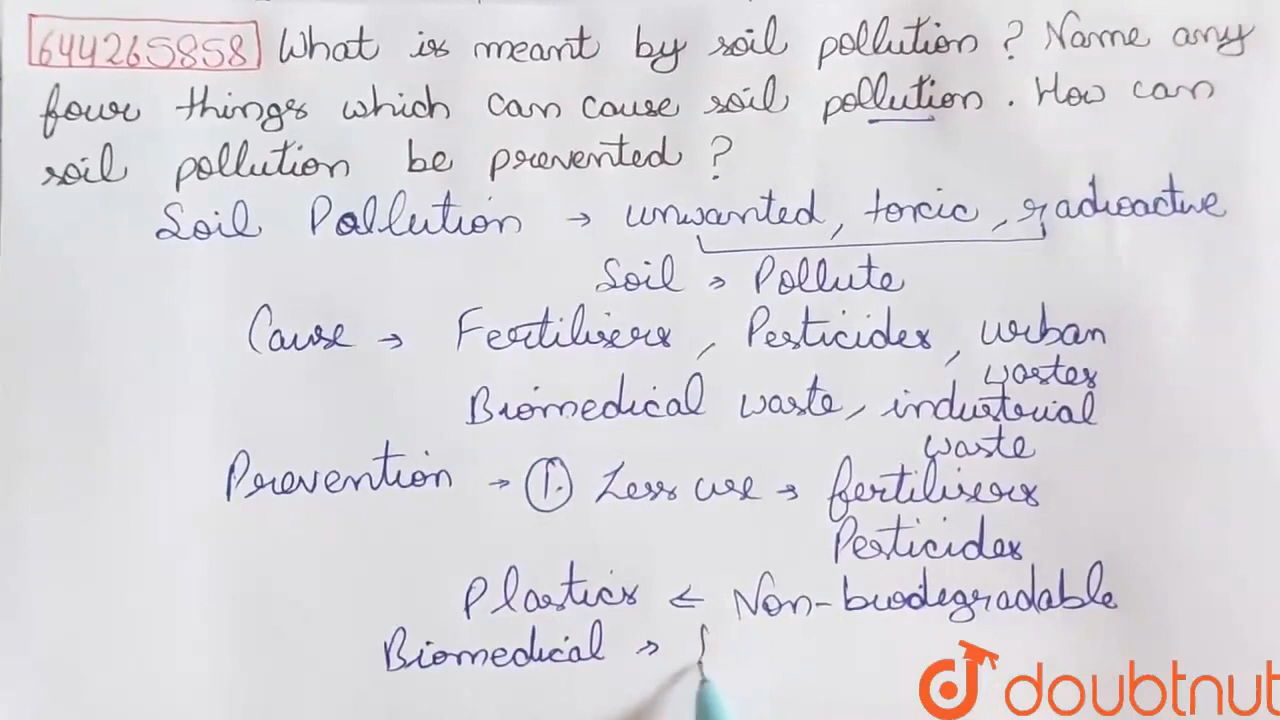 644265858 What is meant by soil pollution ? Name any
four things which can cause soil pollution . How can
soil pollution be prevented ?
Soil Pollution → unwanted, toxic, radioactive
Soil → Pollute
Cause → Fertilisers, Pesticides, urban
wastes
Biomedical waste, industrial
waste
Prevention → ①. Less use → fertilisers
Pesticides
Plastics ← Non-biodegradable
Biomedical →
doubtnut